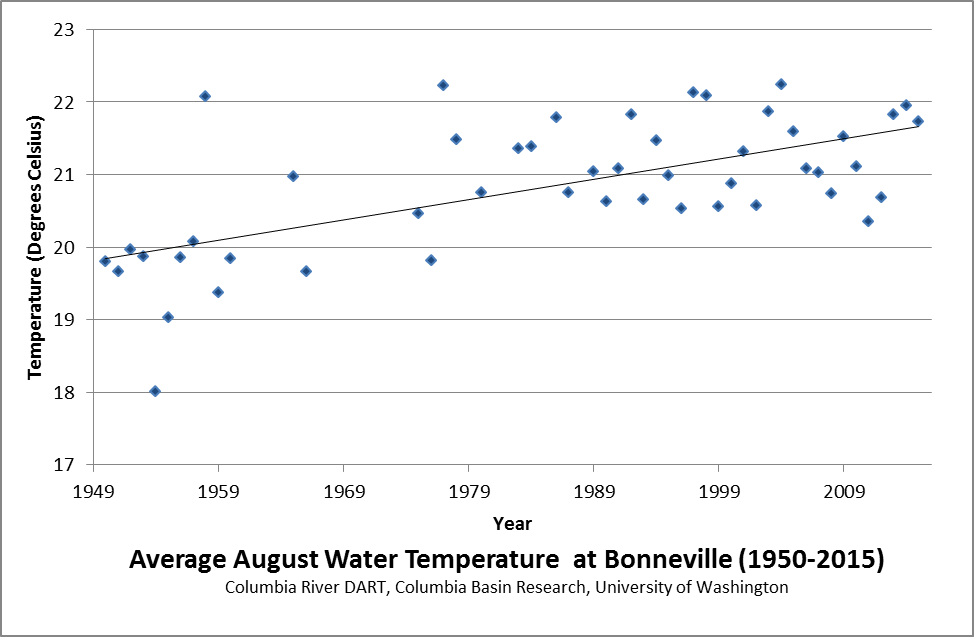 23
22
21
20
19
18
17
Temperature (Degrees Celsius)
1949 1959 1969 1979 1989 1999 2009
Year
Average August Water Temperature  at Bonneville (1950-2015)
Columbia River DART, Columbia Basin Research, University of Washington